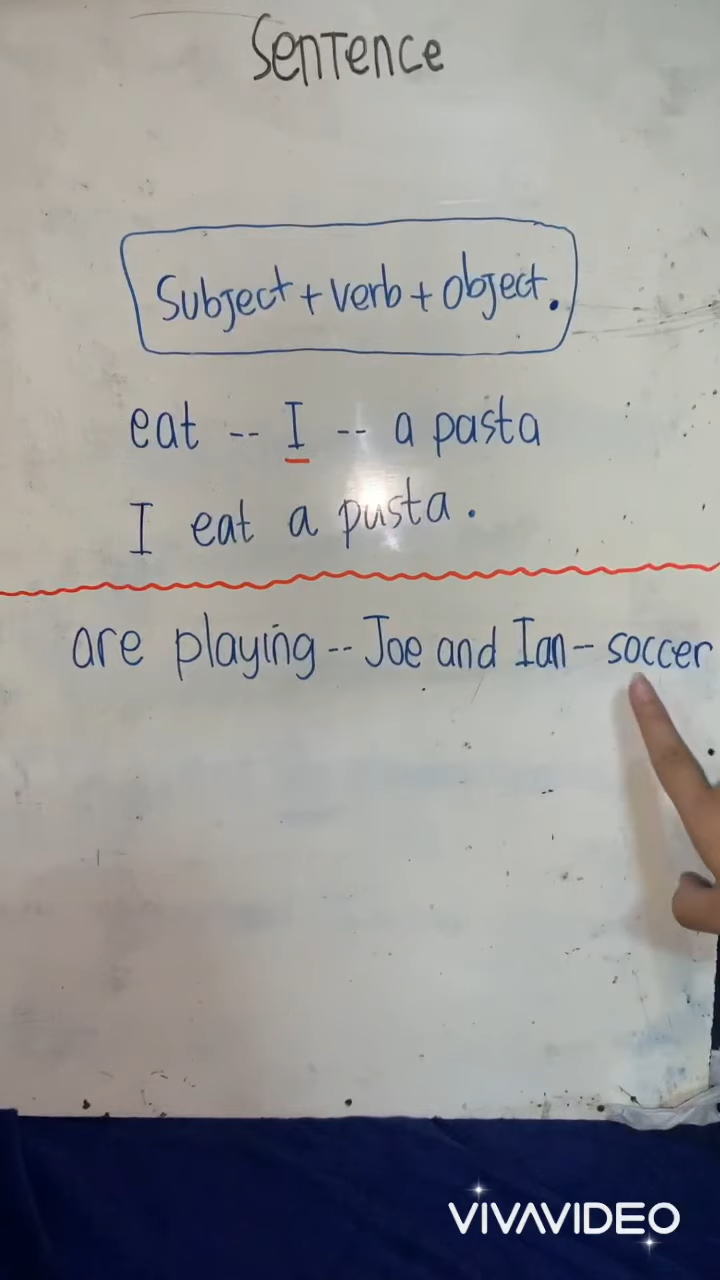 Sentence
Subject + verb + object.
eat -- I -- a pasta
I eat a pasta.
are playing -- Joe and Ian - soccer
VIVAVIDEO